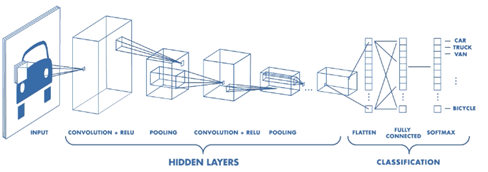 CAR
TRUCK
VAN
BICYCLE
INPUT
CONVOLUTION + RELU
POOLING
CONVOLUTION + RELU
POOLING
FLATTEN
FULLY
CONNECTED
SOFTMAX
HIDDEN LAYERS
CLASSIFICATION